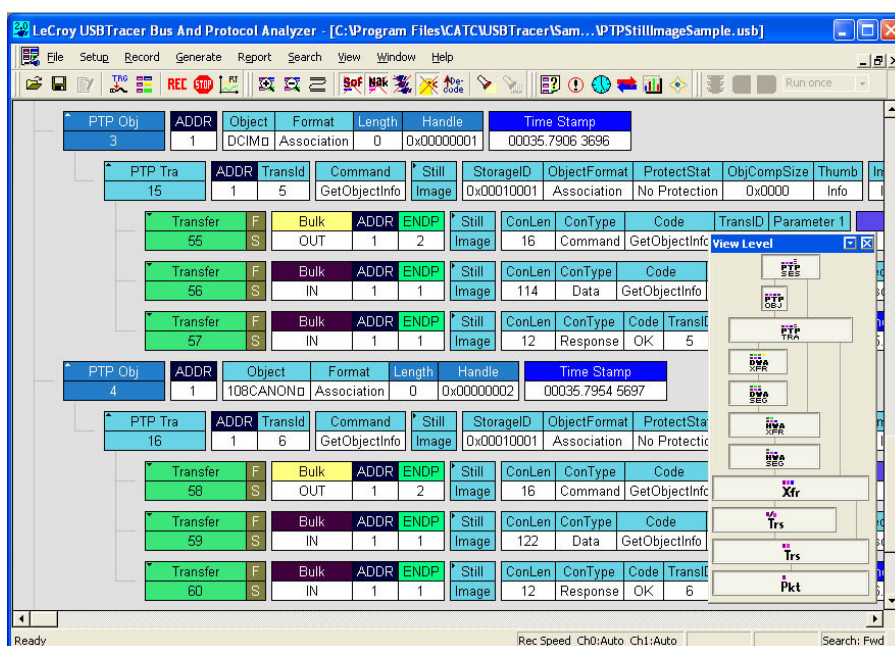 LeCroy USBTracer Bus And Protocol Analyzer - [C:\Program Files\CATC\USBTracer\Sam...\PTPStillImageSample.usb]
File Setup Record Generate Report Search View Window Help
TRG REC STOP RT Sof Nak De-code Run once
PTP Obj ADDR Object Format Length Handle Time Stamp
3 1 DCIM□ Association 0 0x00000001 00035.7906 3696
PTP Tra ADDR TransId Command Still StorageID ObjectFormat ProtectStat ObjCompSize Thumb
15 1 5 GetObjectInfo Image 0x00010001 Association No Protection 0x0000 Info
Transfer F Bulk ADDR ENDP Still ConLen ConType Code TransID Parameter 1
55 S OUT 1 2 Image 16 Command GetObjectInfo
Transfer F Bulk ADDR ENDP Still ConLen ConType Code
56 S IN 1 1 Image 114 Data GetObjectInfo
Transfer F Bulk ADDR ENDP Still ConLen ConType Code TransID
57 S IN 1 1 Image 12 Response OK 5
PTP Obj ADDR Object Format Length Handle Time Stamp
4 1 108CANON□ Association 0 0x00000002 00035.7954 5697
PTP Tra ADDR TransId Command Still StorageID ObjectFormat ProtectStat
16 1 6 GetObjectInfo Image 0x00010001 Association No Protection
Transfer F Bulk ADDR ENDP Still ConLen ConType Code
58 S OUT 1 2 Image 16 Command GetObjectInfo
Transfer F Bulk ADDR ENDP Still ConLen ConType Code
59 S IN 1 1 Image 122 Data GetObjectInfo
Transfer F Bulk ADDR ENDP Still ConLen ConType Code TransID
60 S IN 1 1 Image 12 Response OK 6
View Level
PTP SES
PTP OBJ
PTP TRA
DWA XFR
DWA SEG
HWA XFR
HWA SEG
Xfr
Trs
Trs
Pkt
Ready Rec Speed Ch0:Auto Ch1:Auto Search: Fwd